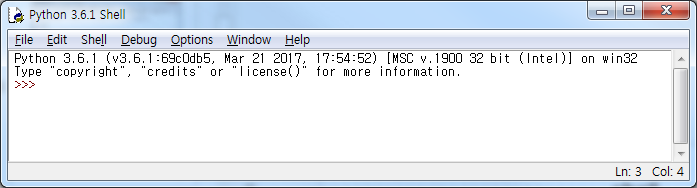 Python 3.6.1 Shell
File Edit Shell Debug Options Window Help
Python 3.6.1 (v3.6.1:69c0db5, Mar 21 2017, 17:54:52) [MSC v.1900 32 bit (Intel)] on win32
Type "copyright", "credits" or "license()" for more information.
>>>
Ln: 3 Col: 4